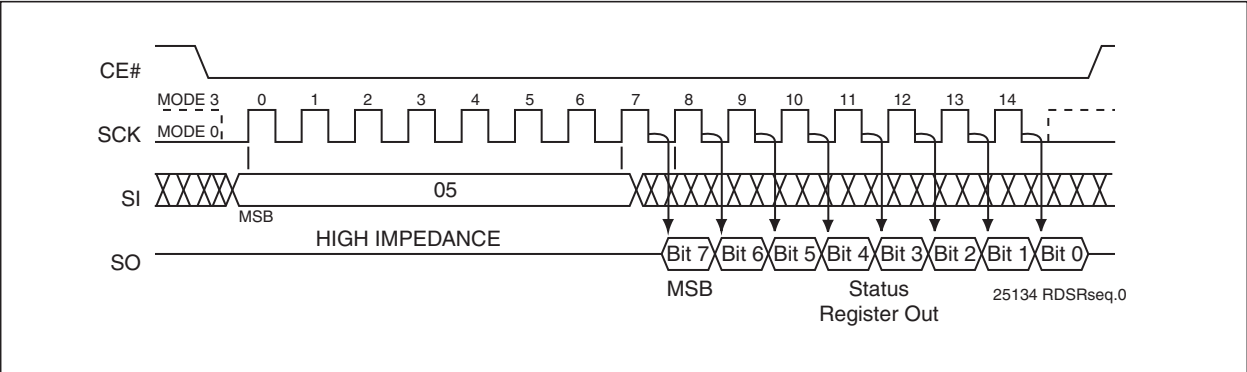 CE#
MODE 3
0 1 2 3 4 5 6 7 8 9 10 11 12 13 14
SCK
MODE 0
SI
05
MSB
HIGH IMPEDANCE
SO
Bit 7 Bit 6 Bit 5 Bit 4 Bit 3 Bit 2 Bit 1 Bit 0
MSB
Status
Register Out
25134 RDSRseq.0